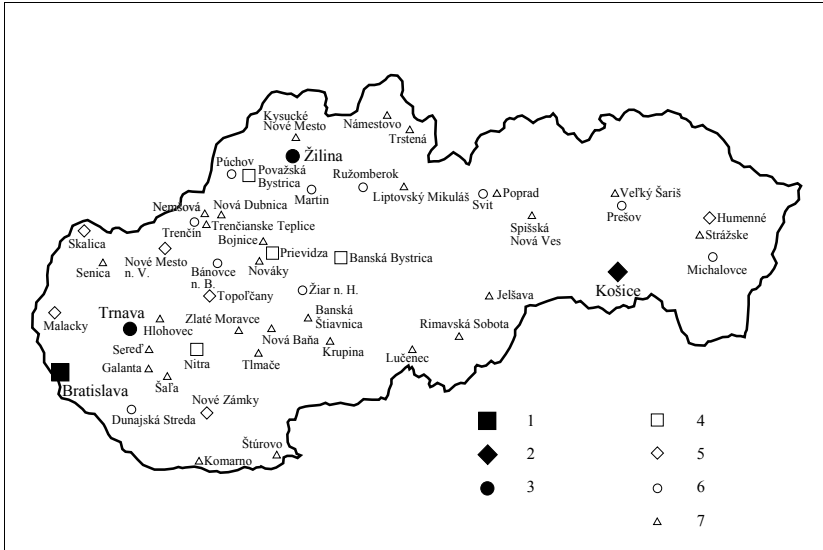 Kysucké
Nové Mesto
Námestovo
Trstená
Žilina
Púchov
Považská
Bystrica
Martin
Ružomberok
Liptovský Mikuláš
Svit
Poprad
Veľký Šariš
Prešov
Spišská
Nová Ves
Humenné
Strážske
Michalovce
Nemsová
Nová Dubnica
Trenčín
Trenčianske Teplice
Bojnice
Prievidza
Nováky
Banská Bystrica
Skalica
Senica
Nové Mesto
n. V.
Bánovce
n. B.
Topoľčany
Žiar n. H.
Košice
Jelšava
Malacky
Trnava
Hlohovec
Zlaté Moravce
Banská
Štiavnica
Nová Baňa
Krupina
Rimavská Sobota
Lučenec
Sereď
Nitra
Tlmače
Galanta
Šaľa
Bratislava
Nové Zámky
Dunajská Streda
Štúrovo
Komarno
1
2
3
4
5
6
7